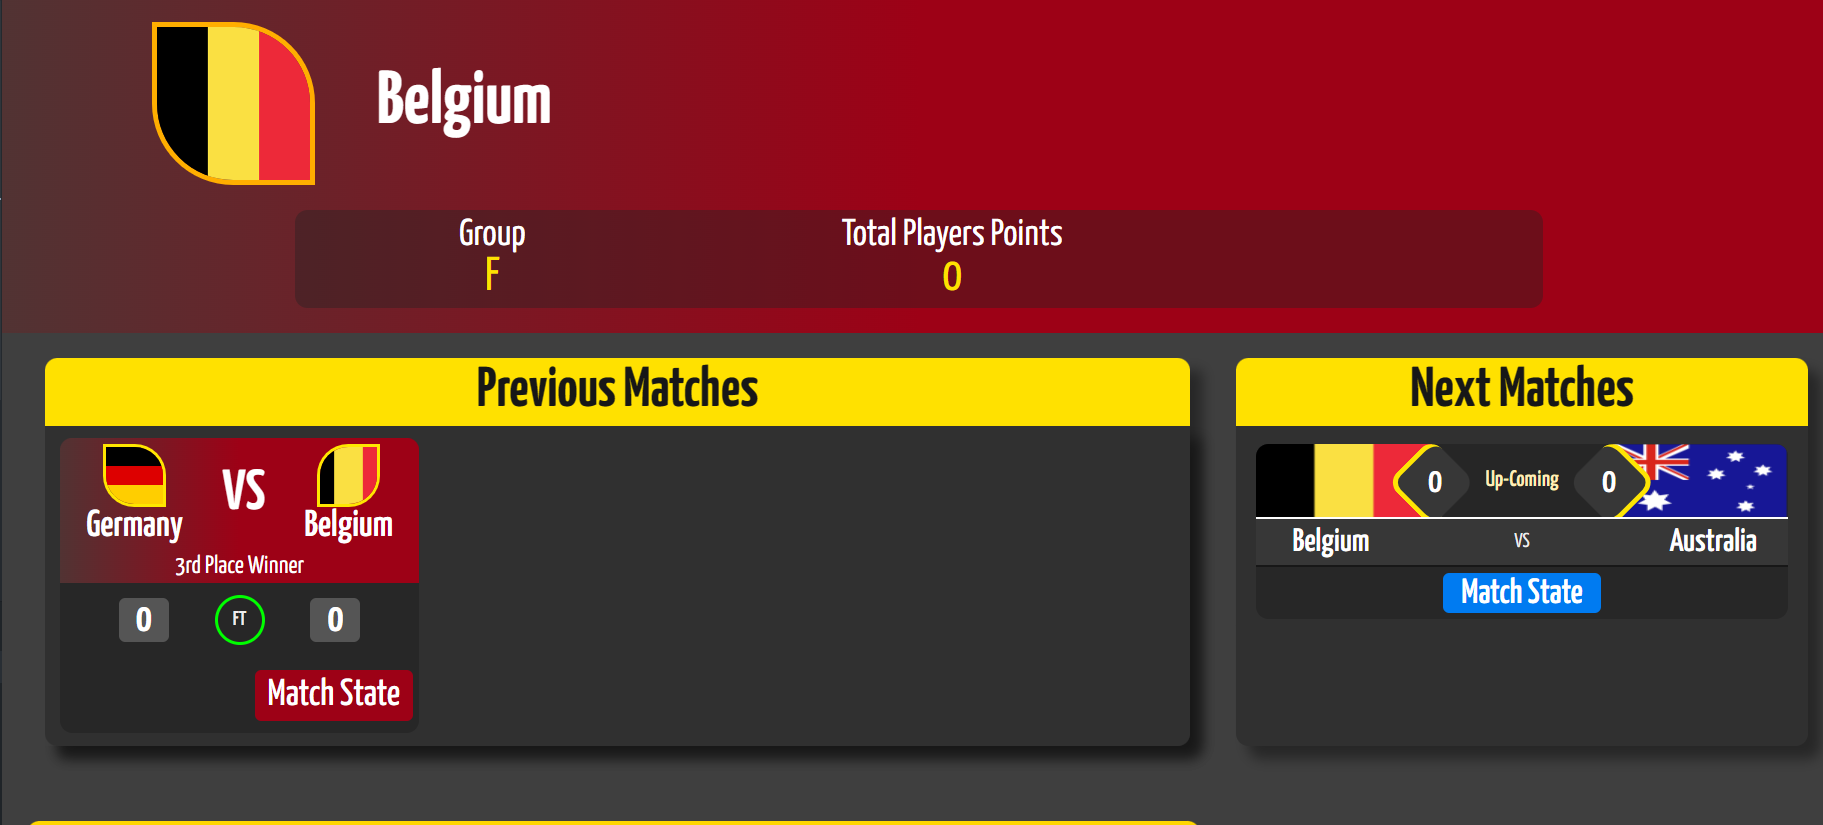 Belgium
Group
F
Total Players Points
0
Previous Matches
Germany
VS
Belgium
3rd Place Winner
0
FT
0
Match State
Next Matches
0
Up-Coming
0
Belgium
VS
Australia
Match State